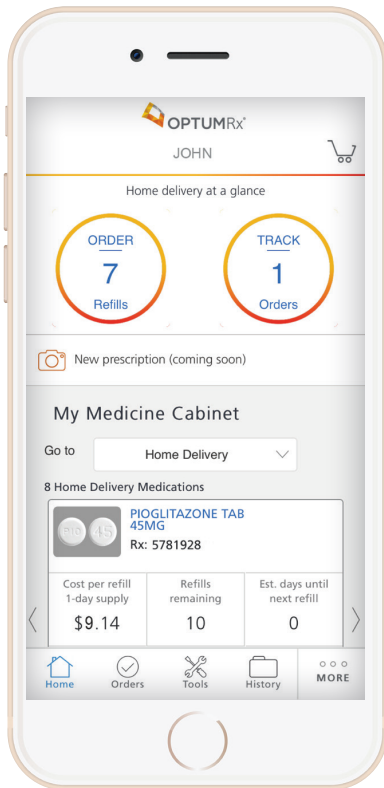 OPTUMRx®
JOHN
Home delivery at a glance
ORDER
7
Refills
TRACK
1
Orders
New prescription (coming soon)
My Medicine Cabinet
Go to
Home Delivery
8 Home Delivery Medications
PIO 45
PIOGLITAZONE TAB
45MG
Rx: 5781928
Cost per refill
1-day supply
$9.14
Refills
remaining
10
Est. days until
next refill
0
Home
Orders
Tools
History
MORE